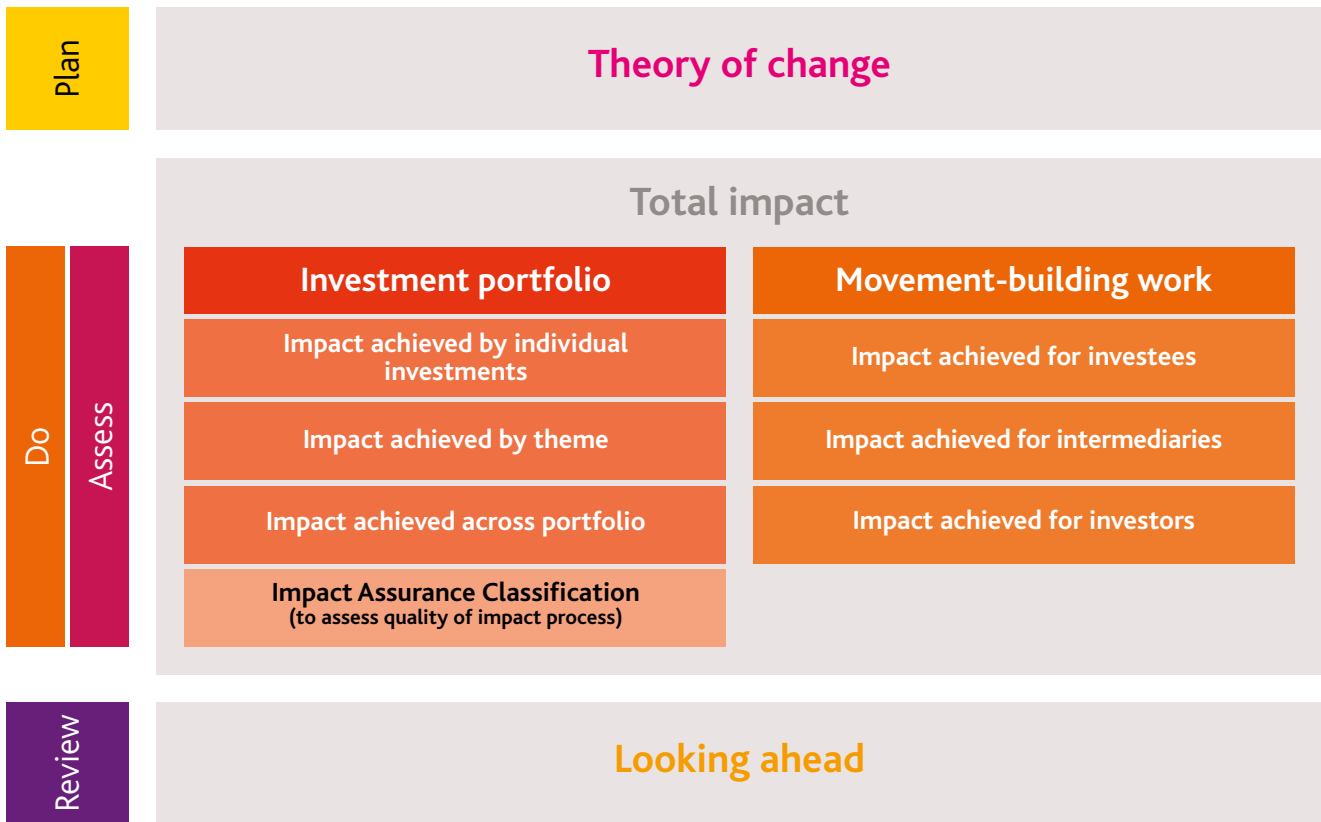 Plan
Theory of change
Total impact
Do
Assess
Investment portfolio
Impact achieved by individual
investments
Impact achieved by theme
Impact achieved across portfolio
Impact Assurance Classification
(to assess quality of impact process)
Movement-building work
Impact achieved for investees
Impact achieved for intermediaries
Impact achieved for investors
Review
Looking ahead